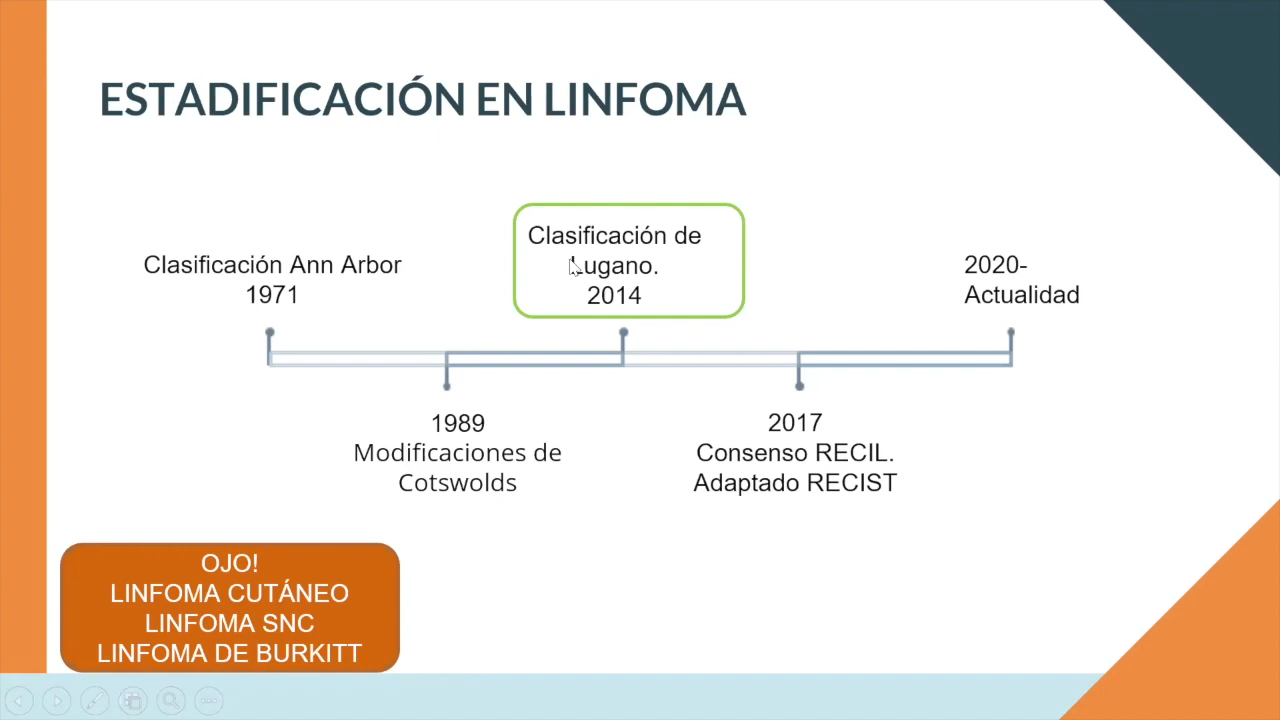 ESTADIFICACIÓN EN LINFOMA
Clasificación Ann Arbor
1971
Clasificación de
Lugano.
2014
2020-
Actualidad
1989
Modificaciones de
Cotswolds
2017
Consenso RECIL.
Adaptado RECIST
OJO!
LINFOMA CUTÁNEO
LINFOMA SNC
LINFOMA DE BURKITT